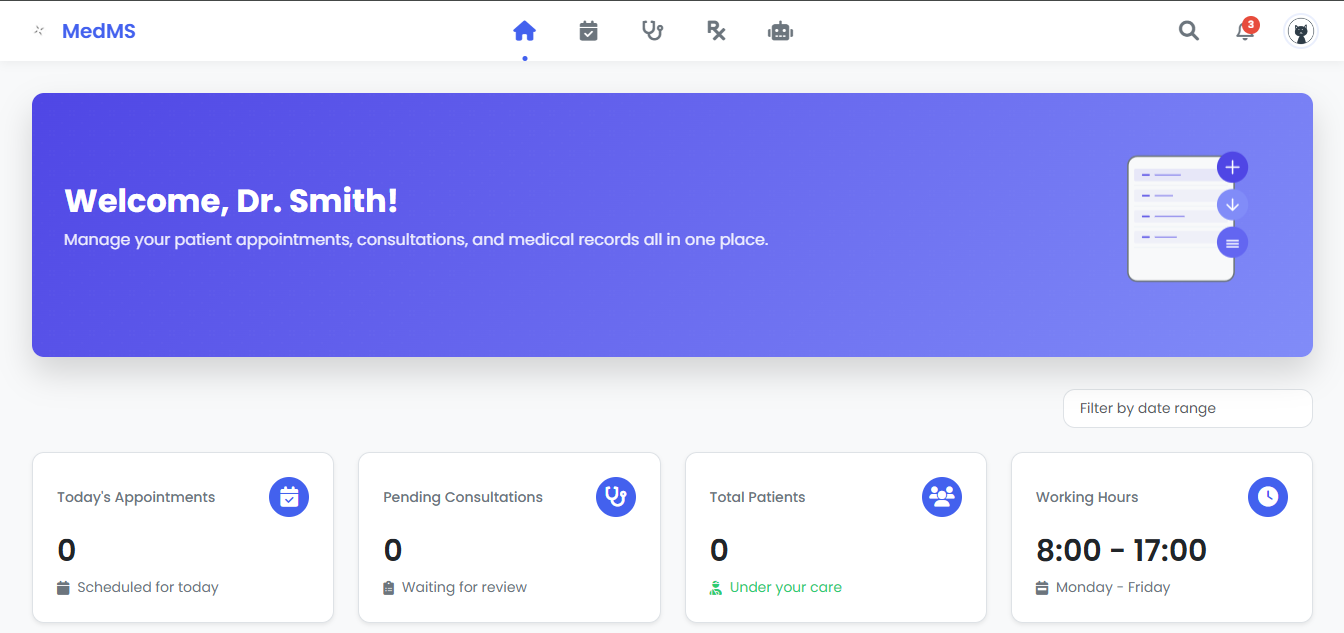 MedMS
3
Welcome, Dr. Smith!
Manage your patient appointments, consultations, and medical records all in one place.
Filter by date range
Today's Appointments
0
Scheduled for today
Pending Consultations
0
Waiting for review
Total Patients
0
Under your care
Working Hours
8:00 - 17:00
Monday - Friday